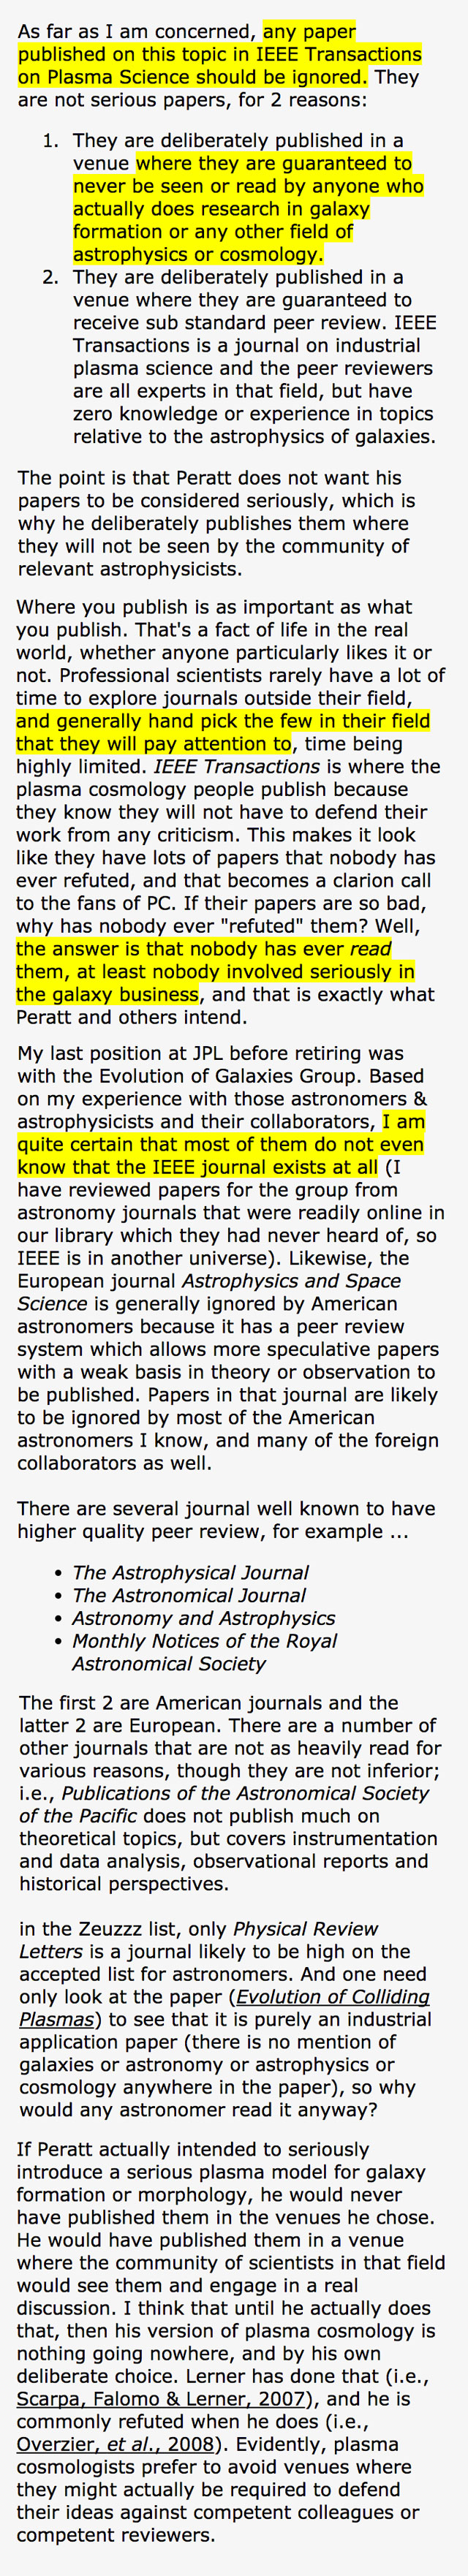 As far as I am concerned, any paper
published on this topic in IEEE Transactions
on Plasma Science should be ignored. They
are not serious papers, for 2 reasons:
1. They are deliberately published in a
venue where they are guaranteed to
never be seen or read by anyone who
actually does research in galaxy
formation or any other field of
astrophysics or cosmology.
2. They are deliberately published in a
venue where they are guaranteed to
receive sub standard peer review. IEEE
Transactions is a journal on industrial
plasma science and the peer reviewers
are all experts in that field, but have
zero knowledge or experience in topics
relative to the astrophysics of galaxies.
The point is that Peratt does not want his
papers to be considered seriously, which is
why he deliberately publishes them where
they will not be seen by the community of
relevant astrophysicists.
Where you publish is as important as what
you publish. That's a fact of life in the real
world, whether anyone particularly likes it or
not. Professional scientists rarely have a lot of
time to explore journals outside their field,
and generally hand pick the few in their field
that they will pay attention to, time being
highly limited. IEEE Transactions is where the
plasma cosmology people publish because
they know they will not have to defend their
work from any criticism. This makes it look
like they have lots of papers that nobody has
ever refuted, and that becomes a clarion call
to the fans of PC. If their papers are so bad,
why has nobody ever "refuted" them? Well,
the answer is that nobody has ever read
them, at least nobody involved seriously in
the galaxy business, and that is exactly what
Peratt and others intend.
My last position at JPL before retiring was
with the Evolution of Galaxies Group. Based
on my experience with those astronomers &
astrophysicists and their collaborators, I am
quite certain that most of them do not even
know that the IEEE journal exists at all (I
have reviewed papers for the group from
astronomy journals that were readily online in
our library which they had never heard of, so
IEEE is in another universe). Likewise, the
European journal Astrophysics and Space
Science is generally ignored by American
astronomers because it has a peer review
system which allows more speculative papers
with a weak basis in theory or observation to
be published. Papers in that journal are likely
to be ignored by most of the American
astronomers I know, and many of the foreign
collaborators as well.
There are several journal well known to have
higher quality peer review, for example ...
• The Astrophysical Journal
• The Astronomical Journal
• Astronomy and Astrophysics
• Monthly Notices of the Royal
Astronomical Society
The first 2 are American journals and the
latter 2 are European. There are a number of
other journals that are not as heavily read for
various reasons, though they are not inferior;
i.e., Publications of the Astronomical Society
of the Pacific does not publish much on
theoretical topics, but covers instrumentation
and data analysis, observational reports and
historical perspectives.
in the Zeuzzz list, only Physical Review
Letters is a journal likely to be high on the
accepted list for astronomers. And one need
only look at the paper (Evolution of Colliding
Plasmas) to see that it is purely an industrial
application paper (there is no mention of
galaxies or astronomy or astrophysics or
cosmology anywhere in the paper), so why
would any astronomer read it anyway?
If Peratt actually intended to seriously
introduce a serious plasma model for galaxy
formation or morphology, he would never
have published them in the venues he chose.
He would have published them in a venue
where the community of scientists in that field
would see them and engage in a real
discussion. I think that until he actually does
that, then his version of plasma cosmology is
nothing going nowhere, and by his own
deliberate choice. Lerner has done that (i.e.,
Scarpa, Falomo & Lerner, 2007), and he is
commonly refuted when he does (i.e.,
Overzier, et al., 2008). Evidently, plasma
cosmologists prefer to avoid venues where
they might actually be required to defend
their ideas against competent colleagues or
competent reviewers.